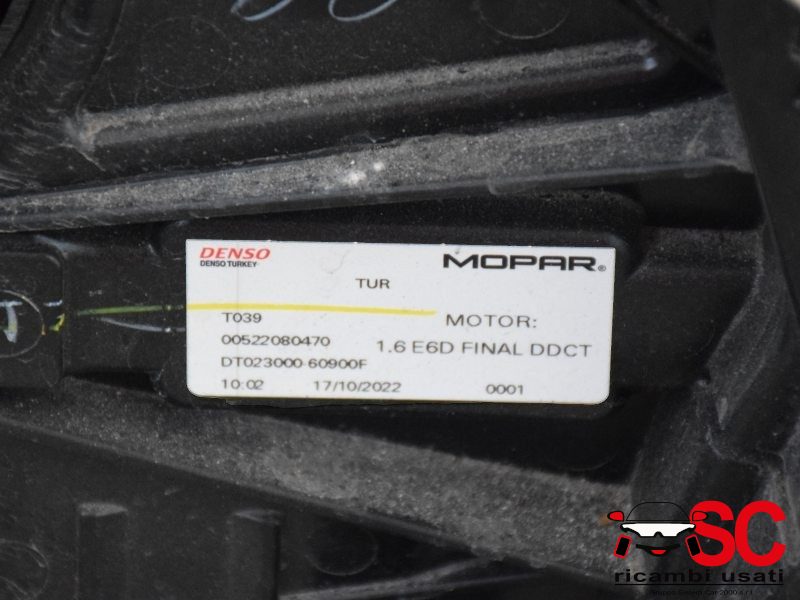 DENSO
DENSO TURKEY
MOPAR®
TUR
T039
MOTOR:
00522080470
1.6 E6D FINAL DDCT
DT023000-60900F
10:02 17/10/2022 0001
SC
ricambi usati